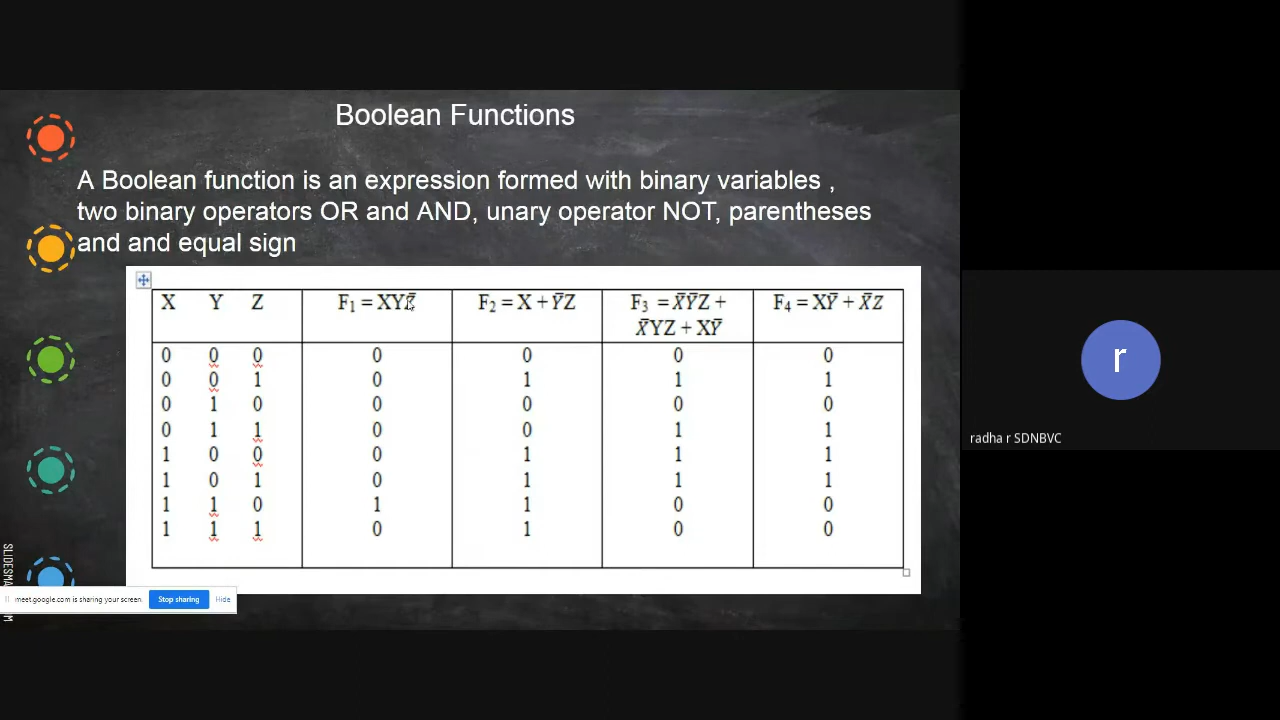 Boolean Functions
A Boolean function is an expression formed with binary variables ,
two binary operators OR and AND, unary operator NOT, parentheses
and and equal sign
X Y Z F₁ = XYZ̅ F₂ = X + Y̅Z F₃ = X̅Y̅Z + F₄ = XY̅ + X̅Z
X̅YZ + XY̅
0 0 0 0 0 0 0
0 0 1 0 1 1 1
0 1 0 0 0 0 0
0 1 1 0 0 1 1
1 0 0 0 1 1 1
1 0 1 0 1 1 1
1 1 0 1 1 0 0
1 1 1 0 1 0 0
r
radha r SDNBVC
meet.google.com is sharing your screen. Stop sharing Hide